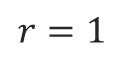 r = 1